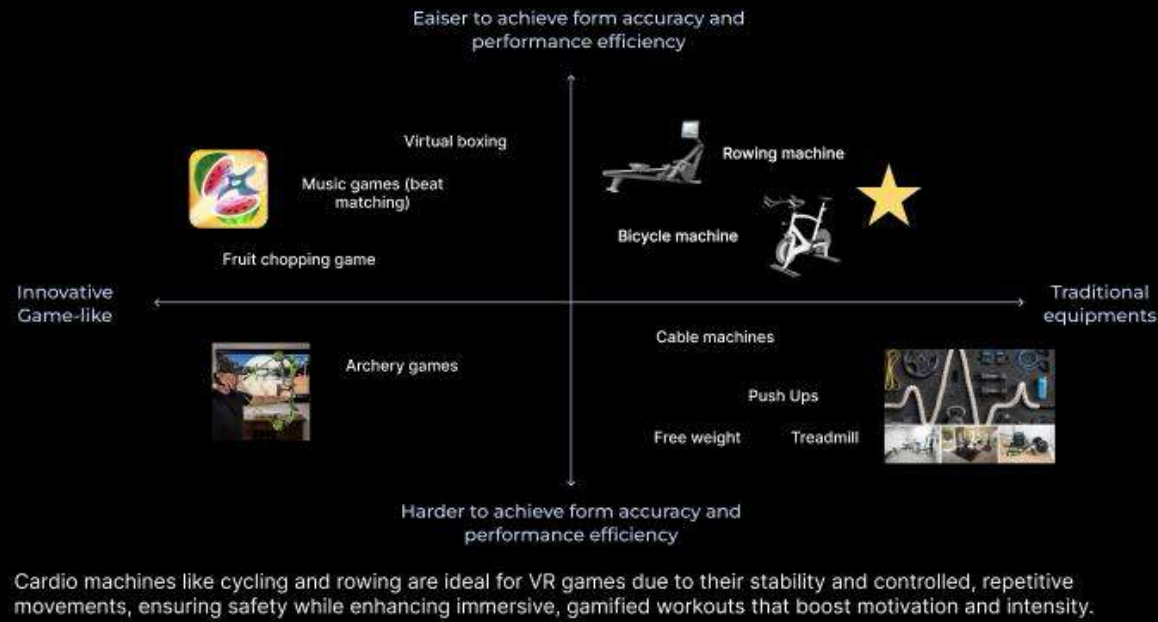 Eaiser to achieve form accuracy and
performance efficiency
Virtual boxing
Rowing machine
Music games (beat
matching)
Bicycle machine
Fruit chopping game
Innovative
Game-like
Traditional
equipments
Cable machines
Archery games
Push Ups
Free weight
Treadmill
Harder to achieve form accuracy and
performance efficiency
Cardio machines like cycling and rowing are ideal for VR games due to their stability and controlled, repetitive
movements, ensuring safety while enhancing immersive, gamified workouts that boost motivation and intensity.